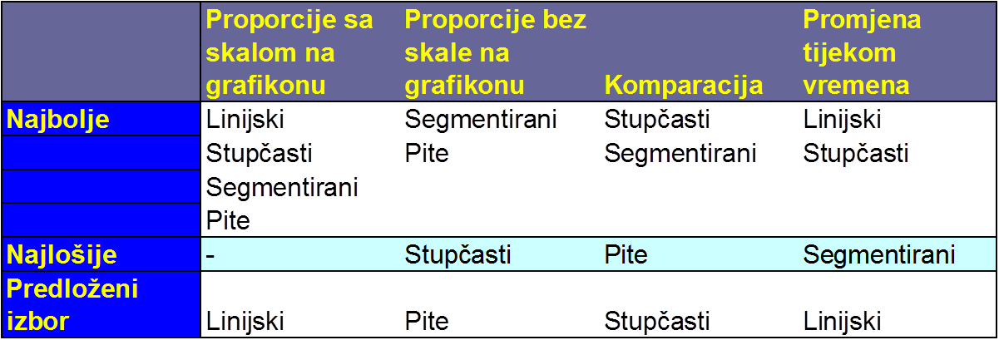 Proporcije sa skalom na grafikonu Proporcije bez skale na grafikonu Komparacija Promjena tijekom vremena
Najbolje Linijski Segmentirani Stupčasti Linijski
Stupčasti Pite Segmentirani Stupčasti
Segmentirani
Pite
Najlošije - Stupčasti Pite Segmentirani
Predloženi izbor Linijski Pite Stupčasti Linijski